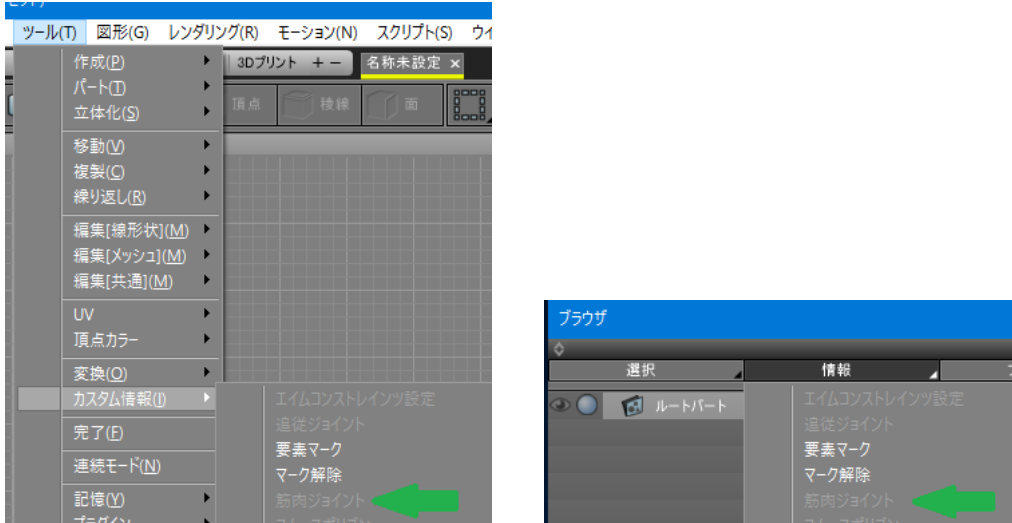 ツール(T) 図形(G) レンダリング(R) モーション(N) スクリプト(S)
作成(P)
パート(T)
立体化(S)
移動(V)
複製(C)
繰り返し(R)
編集[線形状](M)
編集[メッシュ](M)
編集[共通](M)
UV
頂点カラー
変換(O)
カスタム情報(I)
完了(F)
連続モード(N)
記憶(Y)
プラグイン
3Dプリント + − 名称未設定 ×
頂点 稜線 面
エイムコンストレインツ設定
追従ジョイント
要素マーク
マーク解除
筋肉ジョイント
ブラウザ
選択 情報
ルートパート
エイムコンストレインツ設定
追従ジョイント
要素マーク
マーク解除
筋肉ジョイント